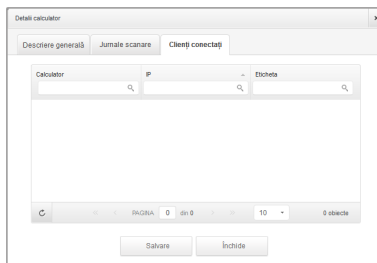 Detalii calculator x
Descriere generală Jurnale scanare Clienți conectați
Calculator IP Eticheta
PAGINA 0 din 0 10 0 obiecte
Salvare Închide